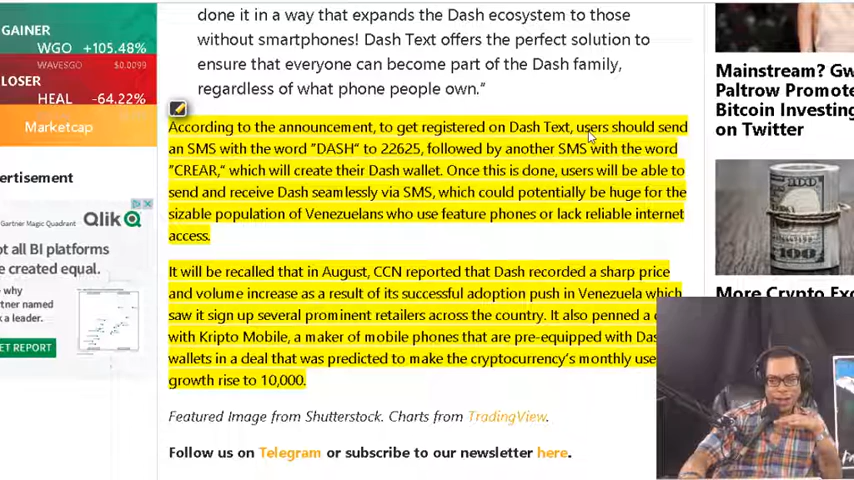 GAINER
WGO +105.48%
WAVESGO $0.0099
LOSER
HEAL -64.22%
Marketcap
ertisement
Gartner Magic Quadrant Qlik
ot all BI platforms
e created equal.
e why
rtner named
k a leader.
ET REPORT
done it in a way that expands the Dash ecosystem to those
without smartphones! Dash Text offers the perfect solution to
ensure that everyone can become part of the Dash family,
regardless of what phone people own.”
According to the announcement, to get registered on Dash Text, users should send
an SMS with the word ”DASH” to 22625, followed by another SMS with the word
”CREAR,” which will create their Dash wallet. Once this is done, users will be able to
send and receive Dash seamlessly via SMS, which could potentially be huge for the
sizable population of Venezuelans who use feature phones or lack reliable internet
access.
It will be recalled that in August, CCN reported that Dash recorded a sharp price
and volume increase as a result of its successful adoption push in Venezuela which
saw it sign up several prominent retailers across the country. It also penned a
with Kripto Mobile, a maker of mobile phones that are pre-equipped with Das
wallets in a deal that was predicted to make the cryptocurrency’s monthly use
growth rise to 10,000.
Featured Image from Shutterstock. Charts from TradingView.
Follow us on Telegram or subscribe to our newsletter here.
Mainstream? Gw
Paltrow Promote
Bitcoin Investing
on Twitter
More Crypto Exc